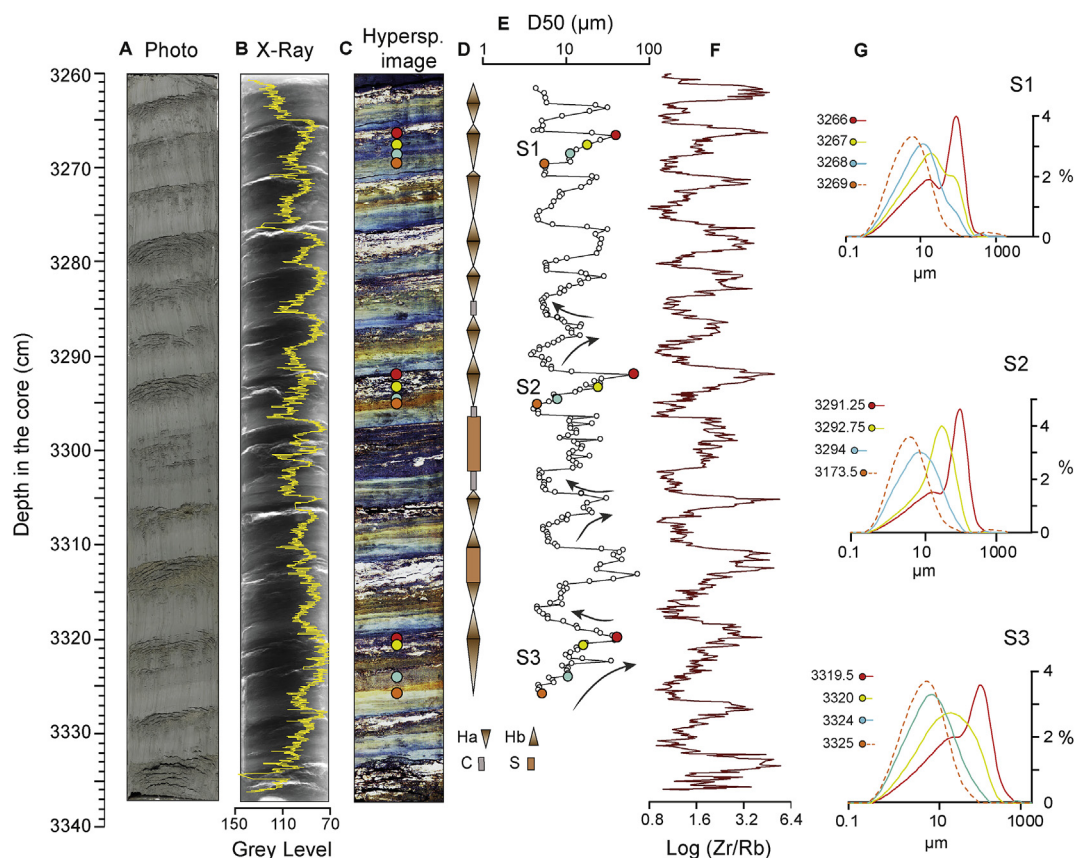 A Photo
B X-Ray
C Hypersp. image
D
E D50 (µm)
1 10 100
F
G
Depth in the core (cm)
3260
3270
3280
3290
3300
3310
3320
3330
3340
S1
S2
S3
Ha Hb
C S
150 110 70
Grey Level
0.8 1.6 3.2 6.4
Log (Zr/Rb)
S1
3266
3267
3268
3269
4
2
0
%
0.1 10 1000
µm
S2
3291.25
3292.75
3294
3173.5
4
2
0
%
0.1 10 1000
µm
S3
3319.5
3320
3324
3325
4
2
0
%
0.1 10 1000
µm